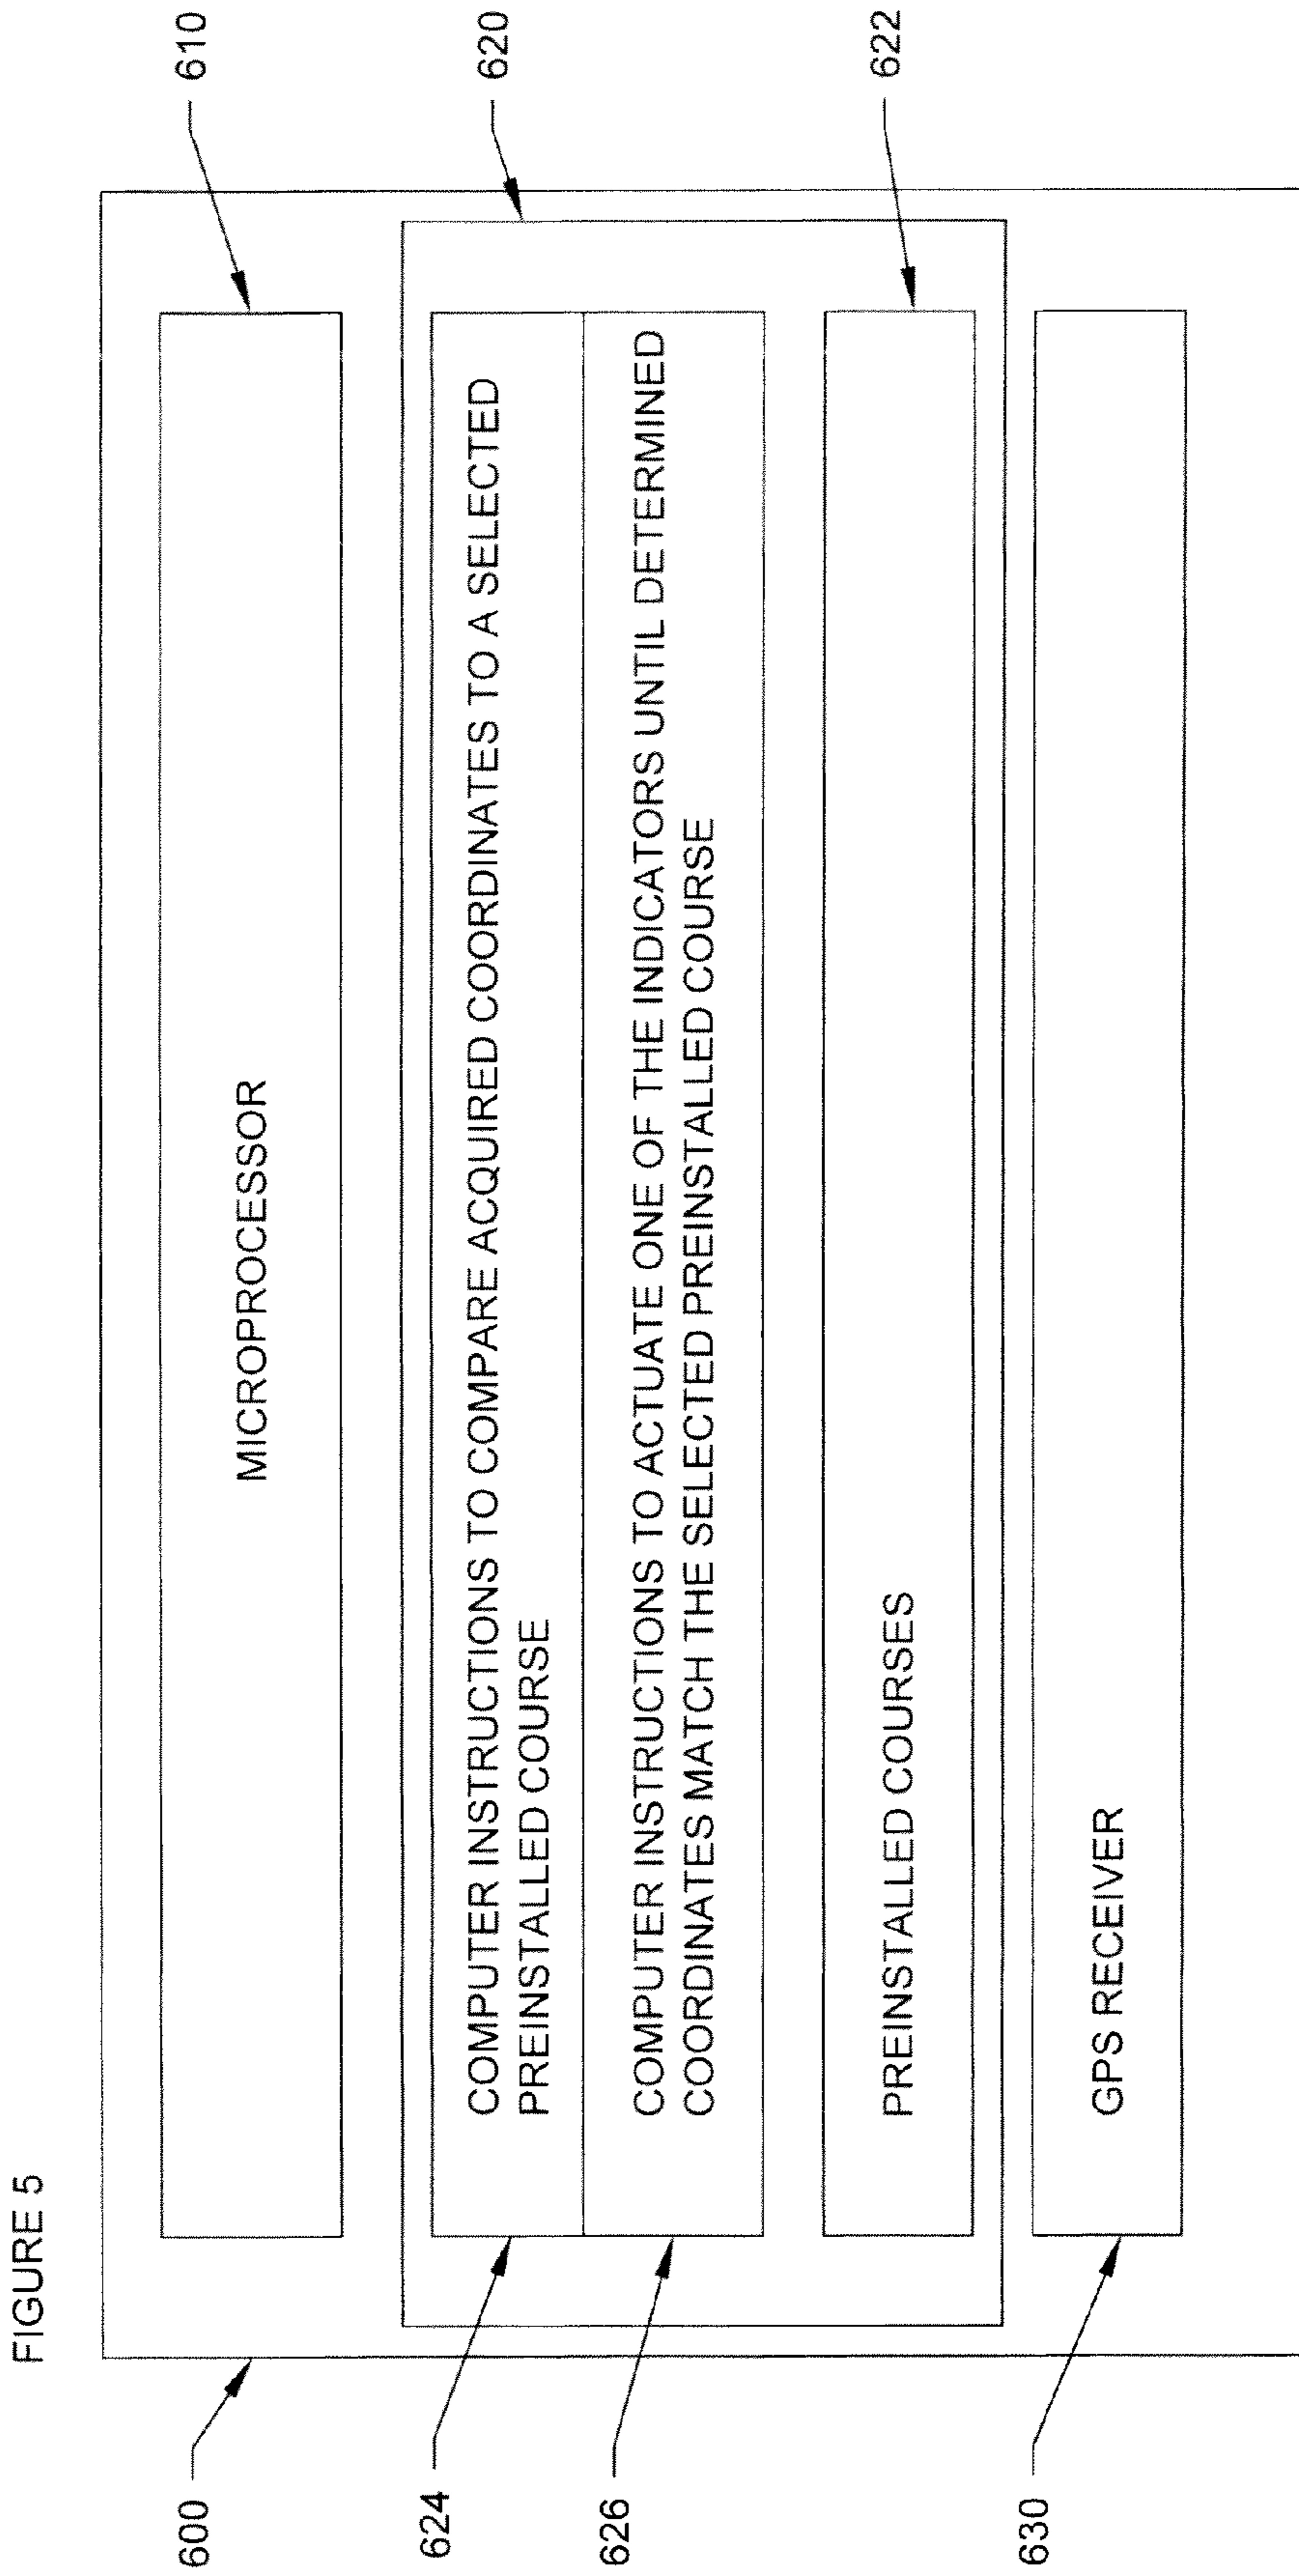 FIGURE 5
600
610
MICROPROCESSOR
620
624
COMPUTER INSTRUCTIONS TO COMPARE ACQUIRED COORDINATES TO A SELECTED
PREINSTALLED COURSE
626
COMPUTER INSTRUCTIONS TO ACTUATE ONE OF THE INDICATORS UNTIL DETERMINED
COORDINATES MATCH THE SELECTED PREINSTALLED COURSE
622
PREINSTALLED COURSES
630
GPS RECEIVER